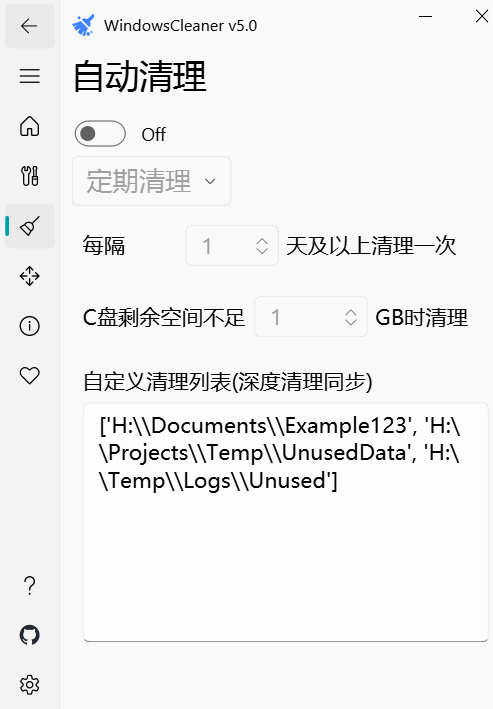 WindowsCleaner v5.0
自动清理
Off
定期清理
每隔 1 天及以上清理一次
C盘剩余空间不足 1 GB时清理
自定义清理列表(深度清理同步)
['H:\\Documents\\Example123', 'H:\
\Projects\\Temp\\UnusedData', 'H:\
\Temp\\Logs\\Unused']